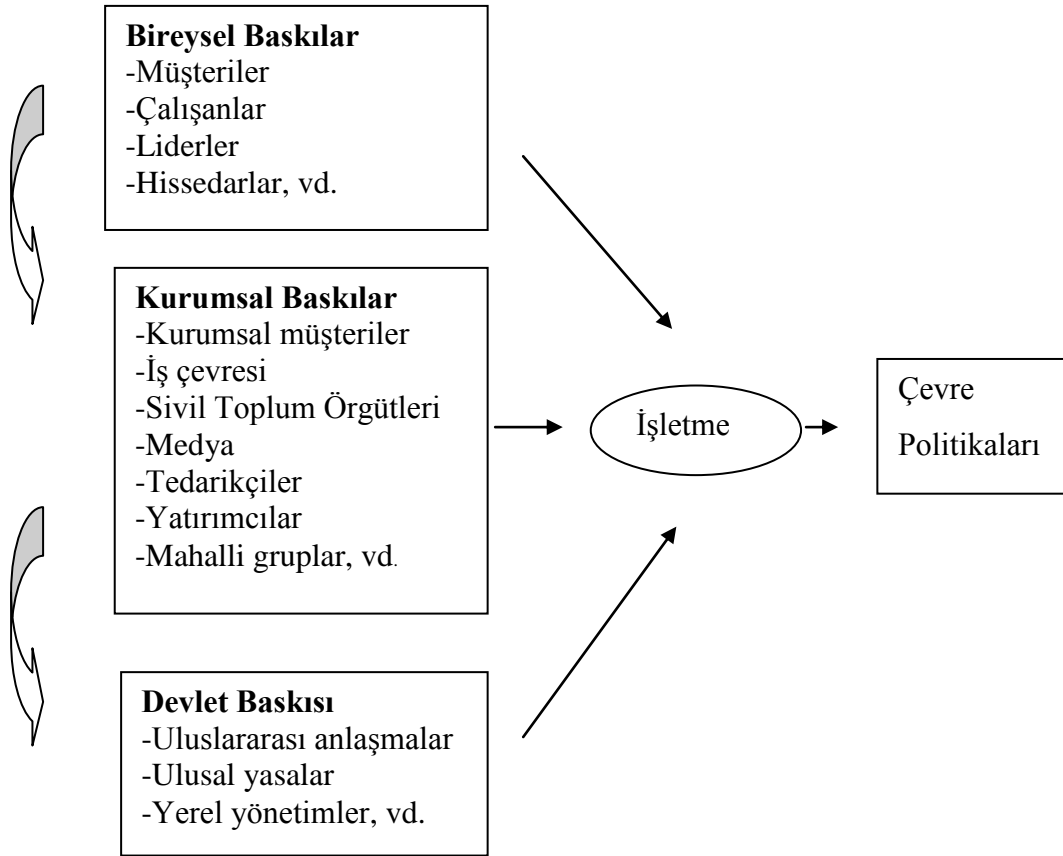 Bireysel Baskılar
-Müşteriler
-Çalışanlar
-Liderler
-Hissedarlar, vd.
Kurumsal Baskılar
-Kurumsal müşteriler
-İş çevresi
-Sivil Toplum Örgütleri
-Medya
-Tedarikçiler
-Yatırımcılar
-Mahalli gruplar, vd.
Devlet Baskısı
-Uluslararası anlaşmalar
-Ulusal yasalar
-Yerel yönetimler, vd.
İşletme
Çevre
Politikaları